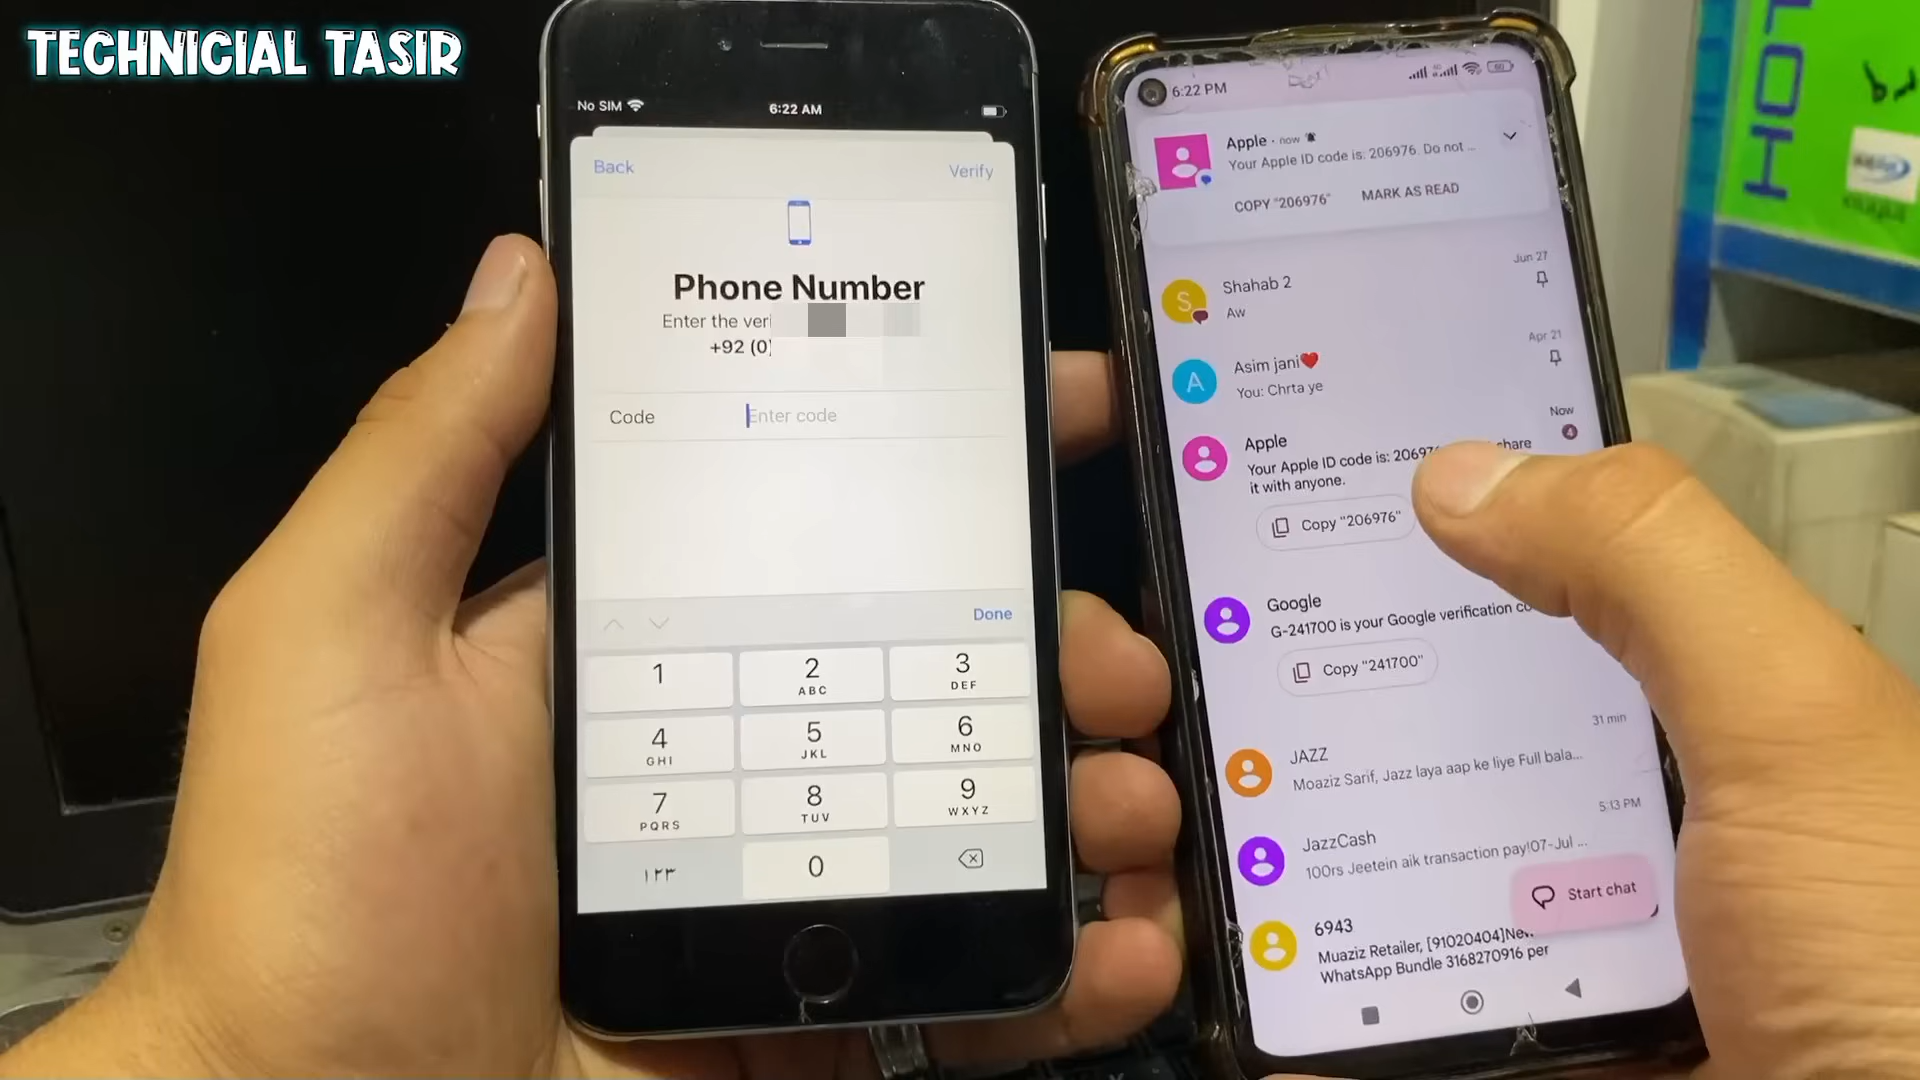 TECHNICIAL TASIR
No SIM
6:22 AM
Back
Verify
Phone Number
Enter the veri
+92 (0)
Code
Enter code
Done
1
2
ABC
3
DEF
4
GHI
5
JKL
6
MNO
7
PQRS
8
TUV
9
WXYZ
١٢٣
0
6:22 PM
60
Apple · now
Your Apple ID code is: 206976. Do not ...
COPY "206976"
MARK AS READ
Shahab 2
Jun 27
Aw
Asim jani❤️
Apr 21
You: Chrta ye
Apple
Now
Your Apple ID code is: 20697 share
4
it with anyone.
Copy "206976"
Google
G-241700 is your Google verification co
Copy "241700"
JAZZ
31 min
Moaziz Sarif, Jazz laya aap ke liye Full bala...
JazzCash
5:13 PM
100rs Jeetein aik transaction pay!07-Jul ...
Start chat
6943
Muaziz Retailer, [91020404]New
WhatsApp Bundle 3168270916 per
HOL